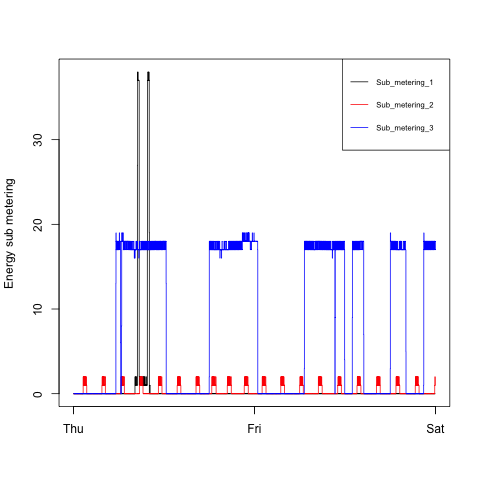 Sub_metering_1
Sub_metering_2
Sub_metering_3
Energy sub metering
30
20
10
0
Thu Fri Sat